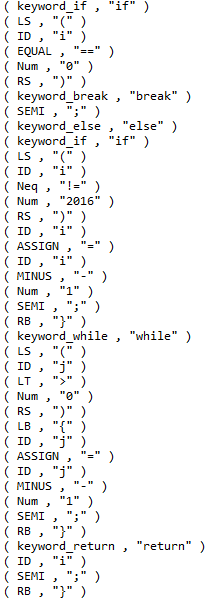 ( keyword_if , "if" )
( LS , "(" )
( ID , "i" )
( EQUAL , "==" )
( Num , "0" )
( RS , ")" )
( keyword_break , "break" )
( SEMI , ";" )
( keyword_else , "else" )
( keyword_if , "if" )
( LS , "(" )
( ID , "i" )
( Neq , "!=" )
( Num , "2016" )
( RS , ")" )
( ID , "i" )
( ASSIGN , "=" )
( ID , "i" )
( MINUS , "-" )
( Num , "1" )
( SEMI , ";" )
( RB , "}" )
( keyword_while , "while" )
( LS , "(" )
( ID , "j" )
( LT , ">" )
( Num , "0" )
( RS , ")" )
( LB , "{" )
( ID , "j" )
( ASSIGN , "=" )
( ID , "j" )
( MINUS , "-" )
( Num , "1" )
( SEMI , ";" )
( RB , "}" )
( keyword_return , "return" )
( ID , "i" )
( SEMI , ";" )
( RB , "}" )